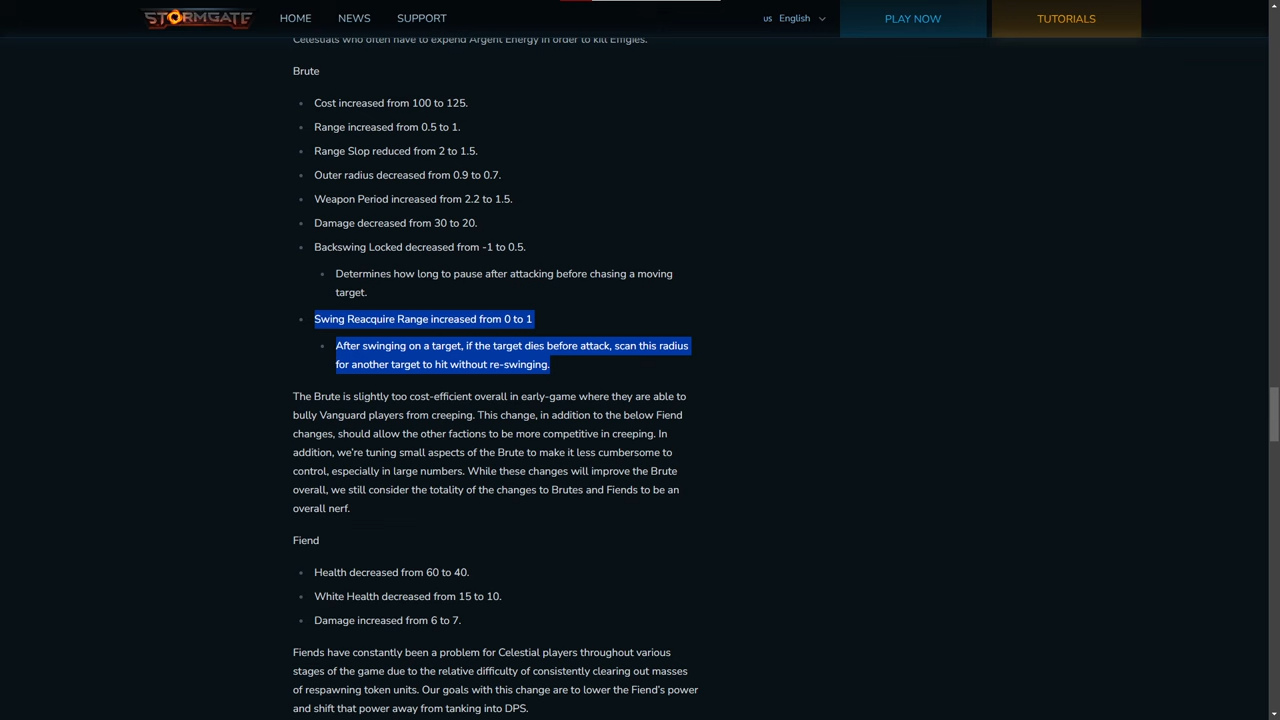 STORMGATE
HOME NEWS SUPPORT
us English
PLAY NOW
TUTORIALS
Celestials who often have to expend Argent Energy in order to kill Effigies.
Brute
Cost increased from 100 to 125.
Range increased from 0.5 to 1.
Range Slop reduced from 2 to 1.5.
Outer radius decreased from 0.9 to 0.7.
Weapon Period increased from 2.2 to 1.5.
Damage decreased from 30 to 20.
Backswing Locked decreased from -1 to 0.5.
Determines how long to pause after attacking before chasing a moving
target.
Swing Reacquire Range increased from 0 to 1
After swinging on a target, if the target dies before attack, scan this radius
for another target to hit without re-swinging.
The Brute is slightly too cost-efficient overall in early-game where they are able to
bully Vanguard players from creeping. This change, in addition to the below Fiend
changes, should allow the other factions to be more competitive in creeping. In
addition, we're tuning small aspects of the Brute to make it less cumbersome to
control, especially in large numbers. While these changes will improve the Brute
overall, we still consider the totality of the changes to Brutes and Fiends to be an
overall nerf.
Fiend
Health decreased from 60 to 40.
White Health decreased from 15 to 10.
Damage increased from 6 to 7.
Fiends have constantly been a problem for Celestial players throughout various
stages of the game due to the relative difficulty of consistently clearing out masses
of respawning token units. Our goals with this change are to lower the Fiend's power
and shift that power away from tanking into DPS.